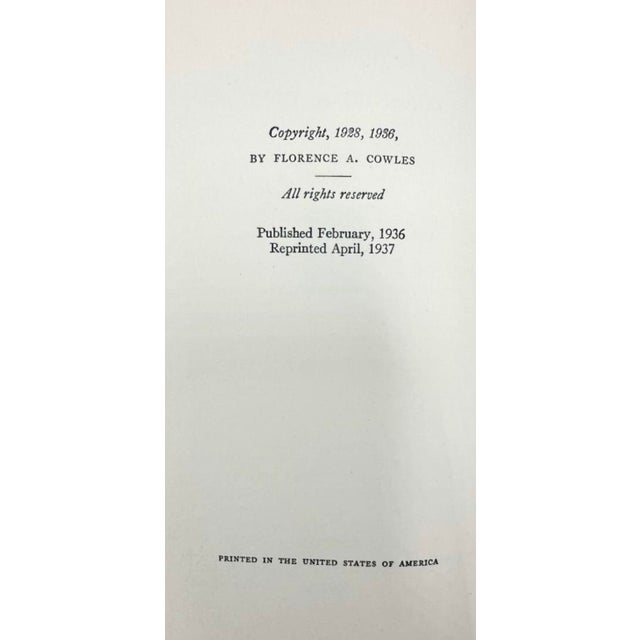 Copyright, 1928, 1936,
BY FLORENCE A. COWLES
All rights reserved
Published February, 1936
Reprinted April, 1937
PRINTED IN THE UNITED STATES OF AMERICA